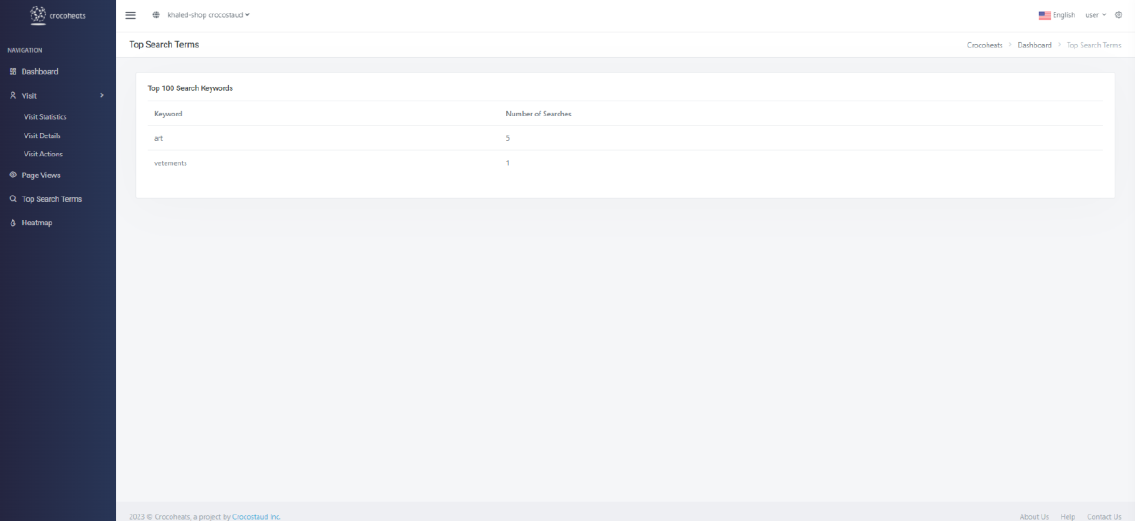 crocoheats
khaled-shop crocostaud
English user
NAVIGATION
Top Search Terms
Crocoheats > Dashboard > Top Search Terms
Dashboard
Visit
Visit Statistics
Visit Details
Visit Actions
Page Views
Top Search Terms
Heatmap
Top 100 Search Keywords
Keyword Number of Searches
art 5
vetements 1
2023 © Crocoheats, a project by Crocostaud Inc.
About Us Help Contact Us